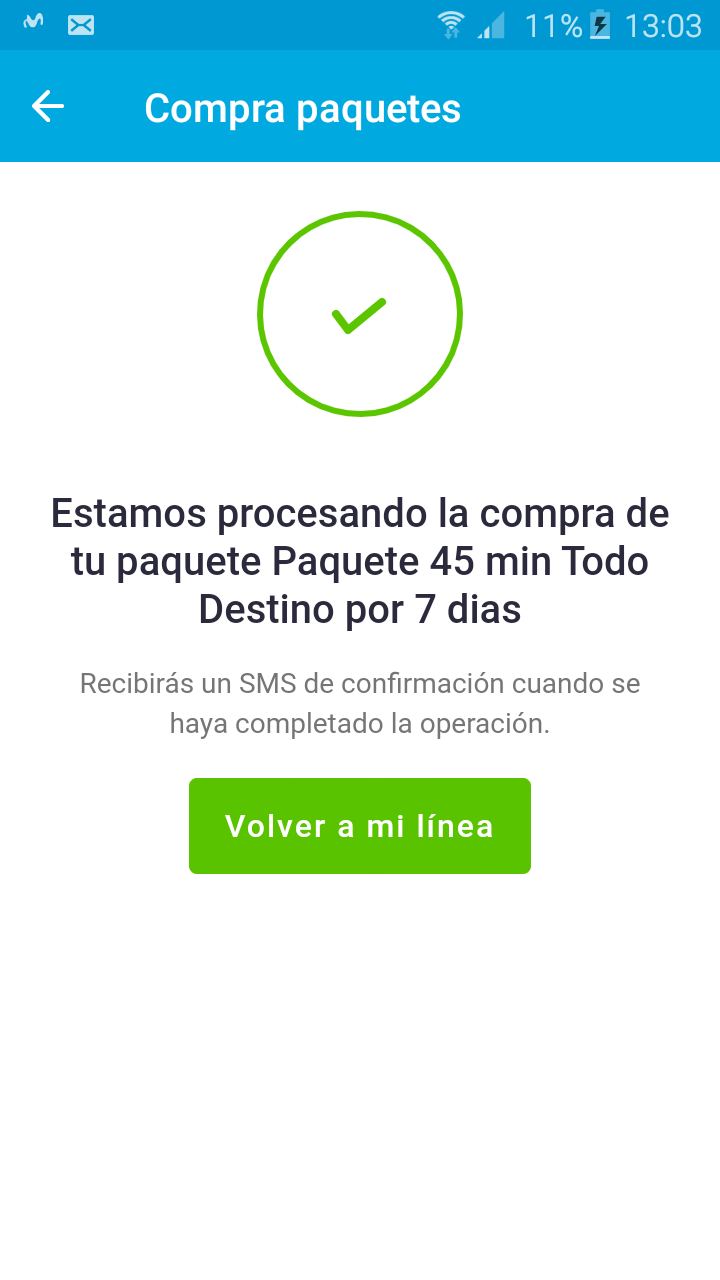 11% 13:03
Compra paquetes
Estamos procesando la compra de
tu paquete Paquete 45 min Todo
Destino por 7 dias
Recibirás un SMS de confirmación cuando se
haya completado la operación.
Volver a mi línea